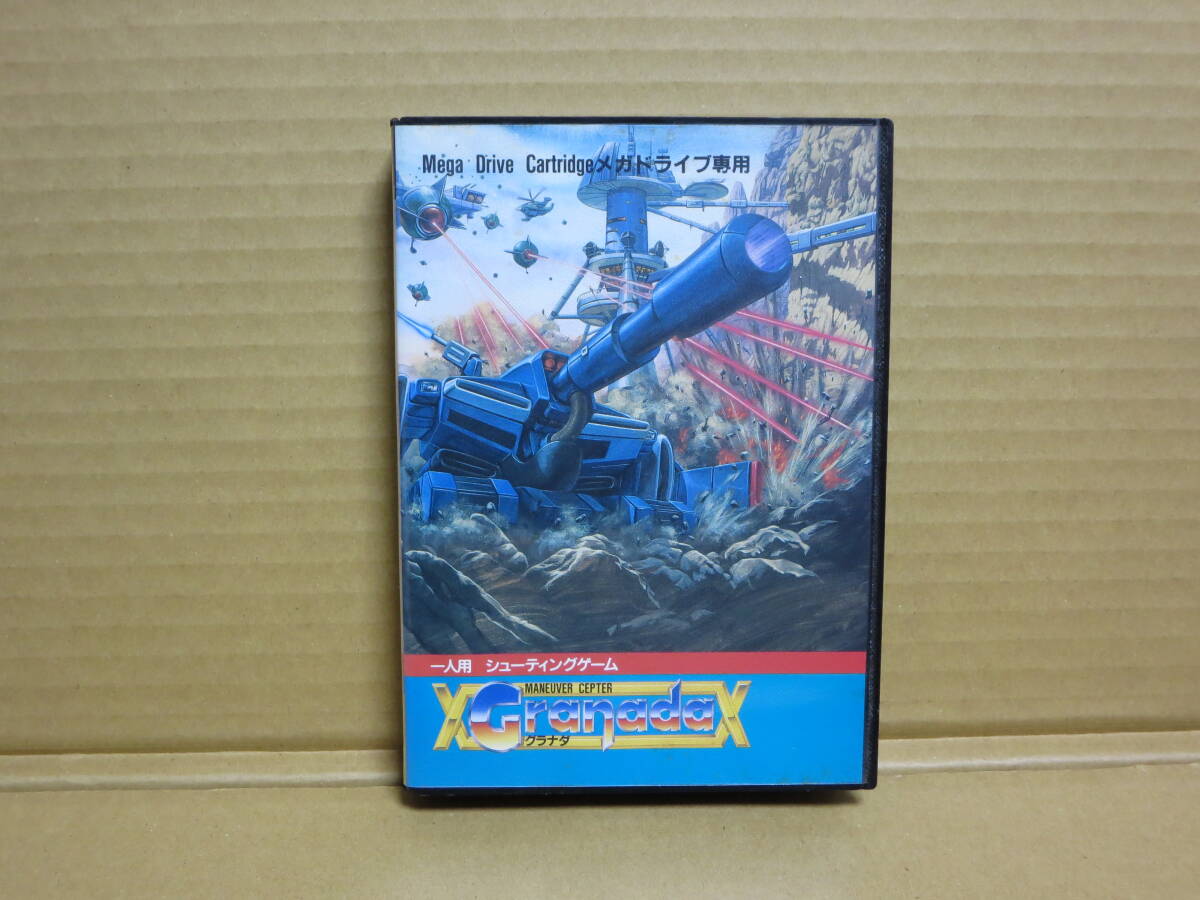 Mega Drive Cartridgeメガドライブ専用
一人用 シューティングゲーム
MANEUVER CEPTER
X Granada X
グラナダ